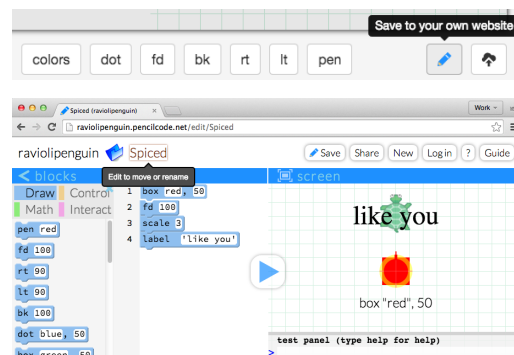 Save to your own website
colors dot fd bk rt lt pen
Spiced (raviolipenguin) × Work
raviolipenguin.pencilcode.net/edit/Spiced
raviolipenguin Spiced Save Share New Log in ? Guide
Edit to move or rename
< blocks screen
Draw Control
Math Interact
1 box red, 50
2 fd 100
3 scale 3
4 label 'like you'
pen red
fd 100
rt 90
lt 90
bk 100
dot blue, 50
box green, 50
like you
box "red", 50
test panel (type help for help)
>